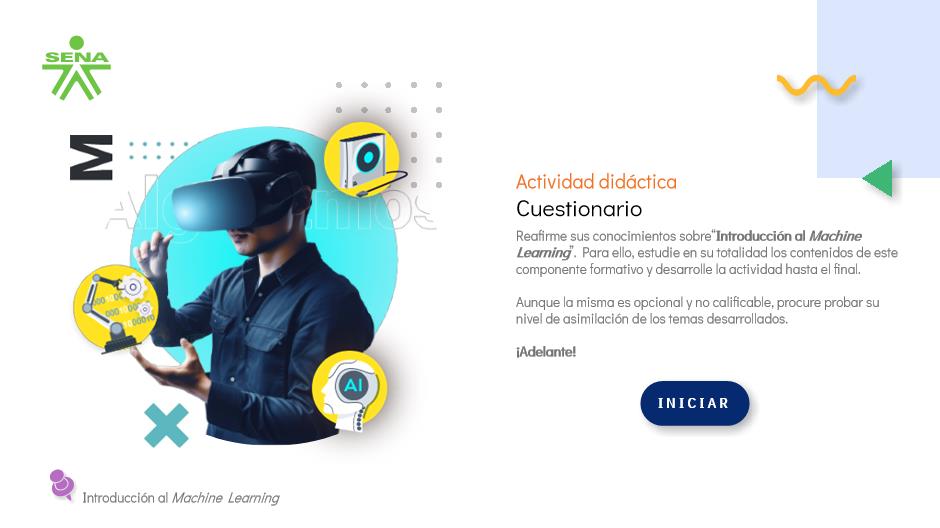 SENA
M
Actividad didáctica
Cuestionario
Reafirme sus conocimientos sobre"Introducción al Machine
Learning". Para ello, estudie en su totalidad los contenidos de este
componente formativo y desarrolle la actividad hasta el final.
Aunque la misma es opcional y no calificable, procure probar su
nivel de asimilación de los temas desarrollados.
¡Adelante!
AI
INICIAR
Introducción al Machine Learning